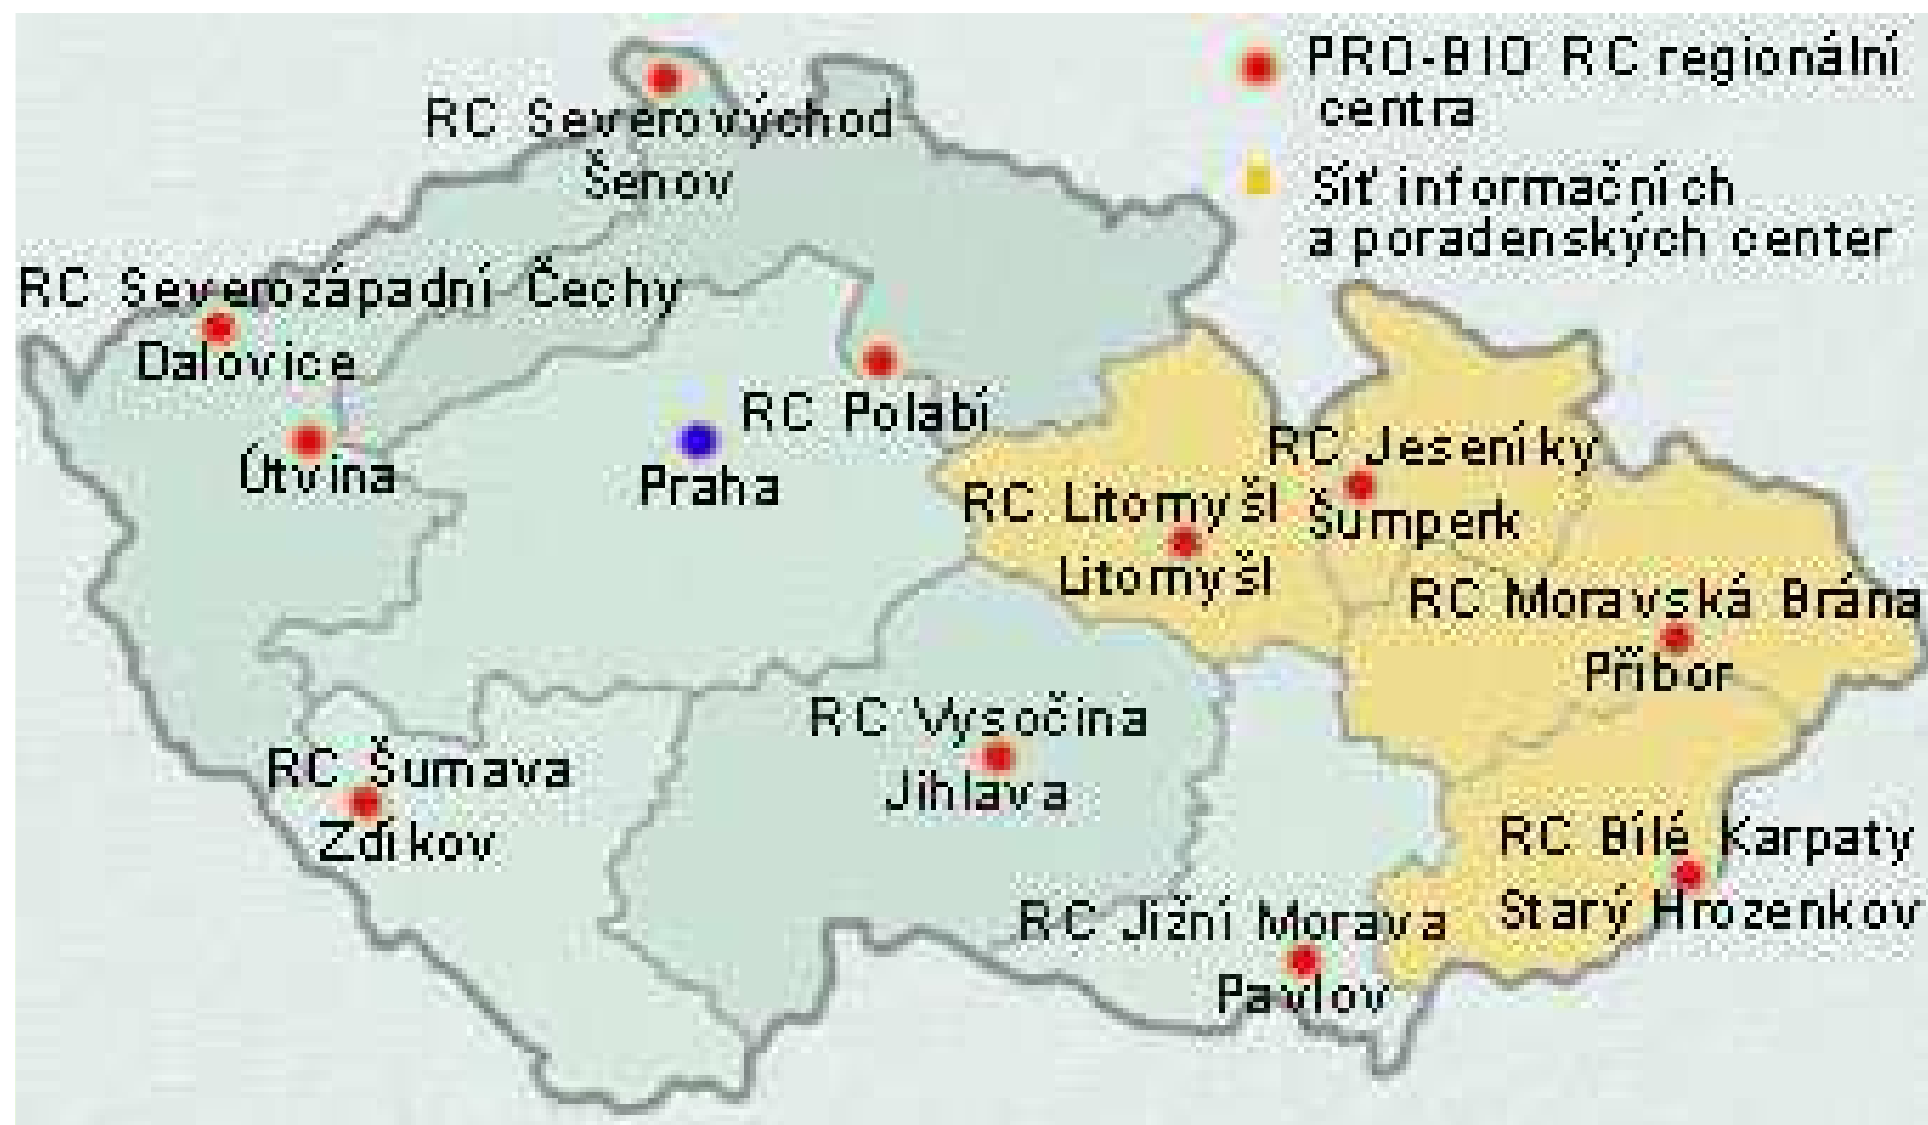 PRO-BIO RC regionální
centra
Síť informačních
a poradenských center
RC Severovýchod
Šenov
RC Severozápadní Čechy
Dalovice
Útvina
RC Polabí
Praha
RC Jeseníky
Šumperk
RC Litomyšl
Litomyšl
RC Moravská Brána
Příbor
RC Vysočina
Jihlava
RC Šumava
Zdíkov
RC Bílé Karpaty
Starý Hrozenkov
RC Jižní Morava
Pavlov